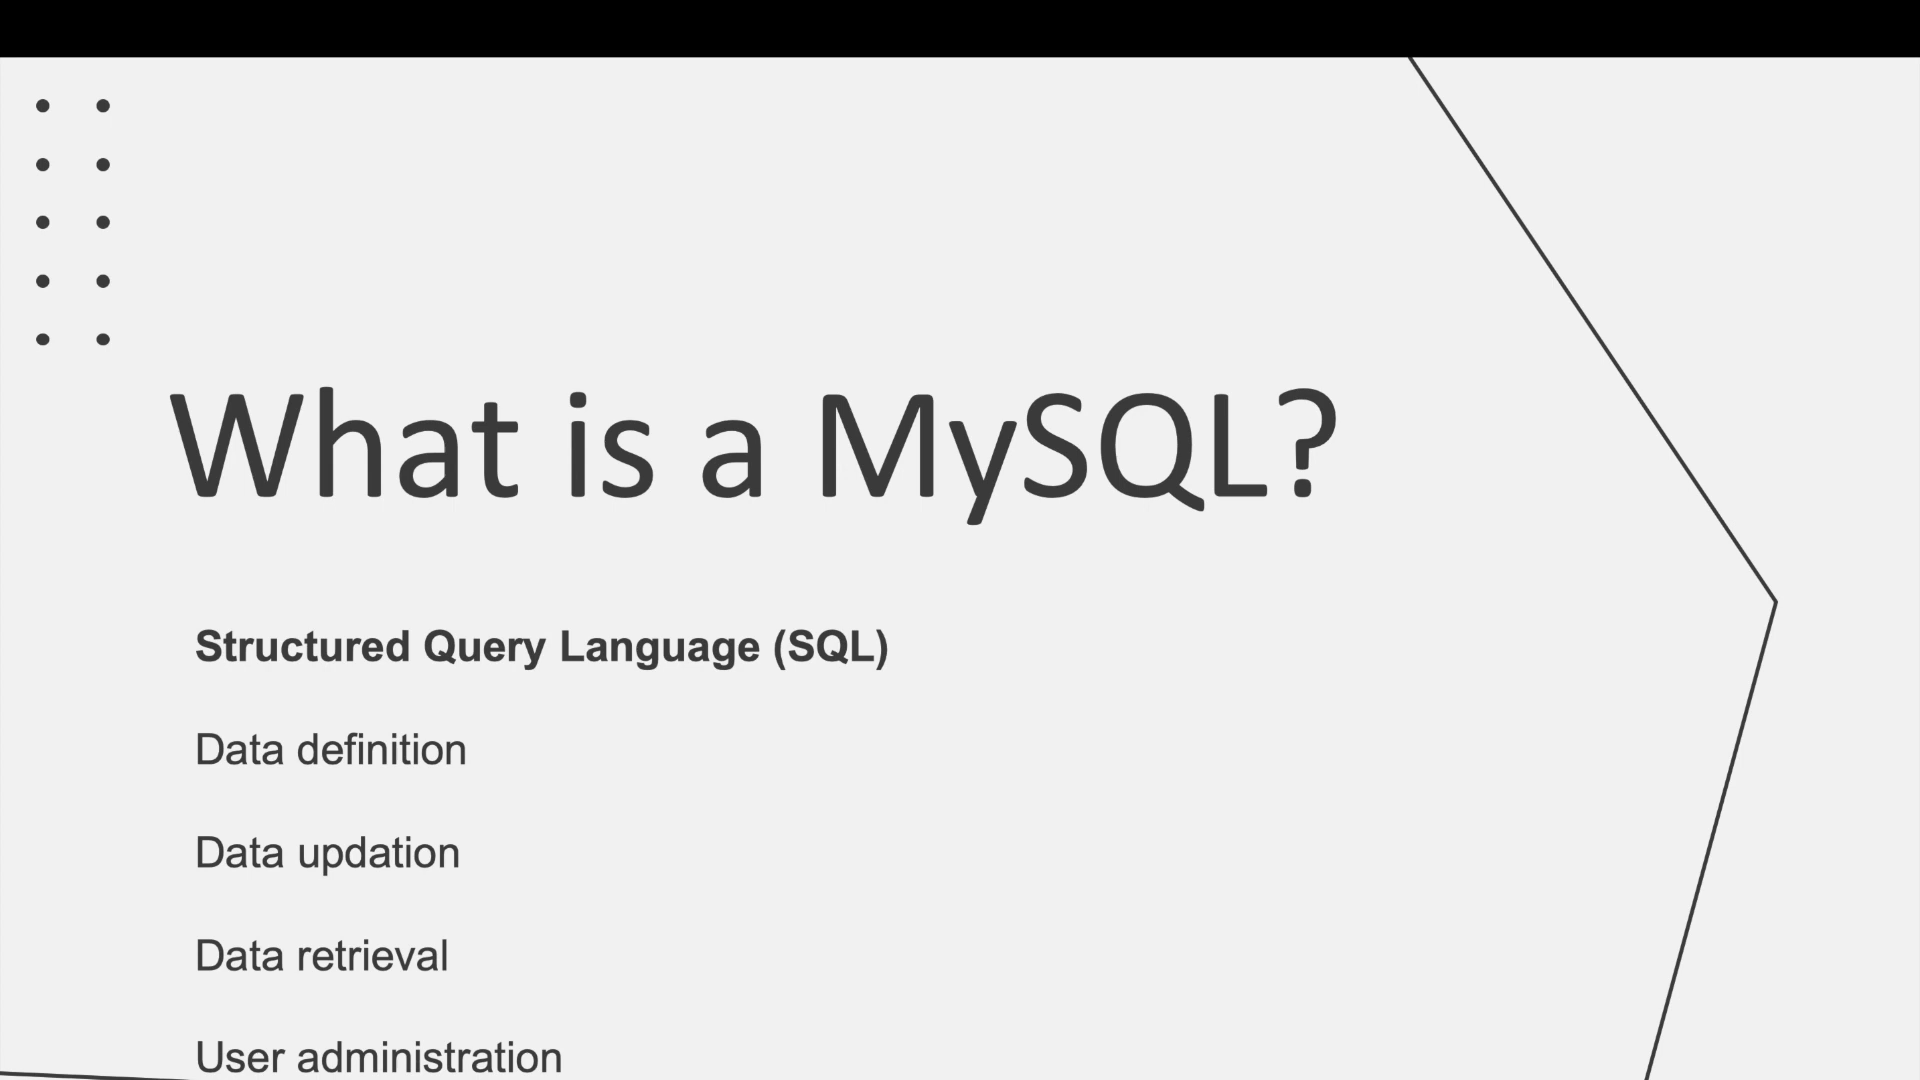 What is a MySQL?
Structured Query Language (SQL)
Data definition
Data updation
Data retrieval
User administration